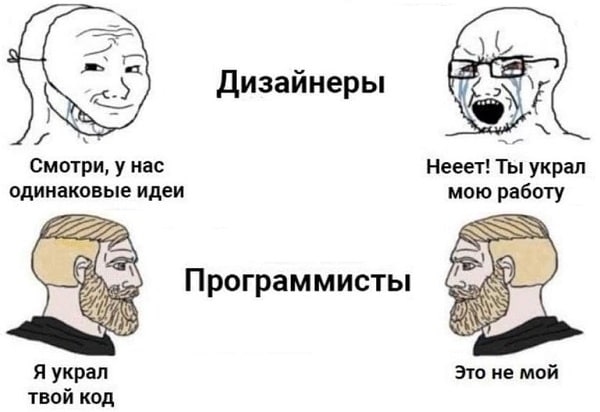 Дизайнеры
Смотри, у нас
одинаковые идеи
Нееет! Ты украл
мою работу
Программисты
Я украл
твой код
Это не мой